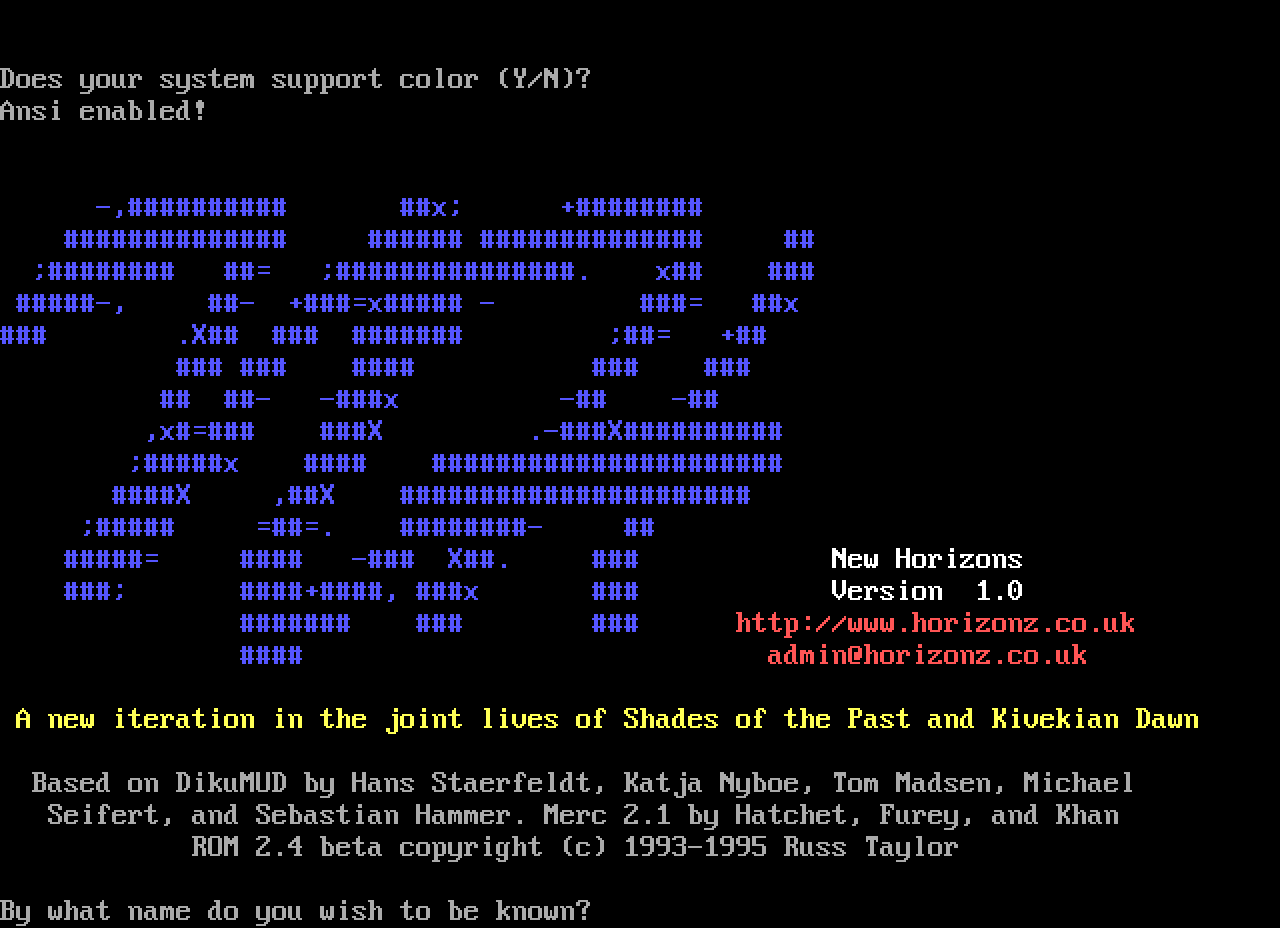 Does your system support color (Y/N)?
Ansi enabled!
-,########## ##x; +########
############## ###### ############## ##
;######## ##= ;###############. x## ###
#####-, ##- +###=x##### - ###= ##x
### .X## ### ####### ;##= +##
### ### #### ### ###
## ##- -###x -## -##
,x#=### ###X .-###X##########
;#####x #### ######################
####X ,##X ######################
;##### =##=. ########- ##
#####= #### -### X##. ### New Horizons
###; ####+####, ###x ### Version 1.0
####### ### ### http://www.horizonz.co.uk
#### admin@horizonz.co.uk
A new iteration in the joint lives of Shades of the Past and Kivekian Dawn
Based on DikuMUD by Hans Staerfeldt, Katja Nyboe, Tom Madsen, Michael
Seifert, and Sebastian Hammer. Merc 2.1 by Hatchet, Furey, and Khan
ROM 2.4 beta copyright (c) 1993-1995 Russ Taylor
By what name do you wish to be known?